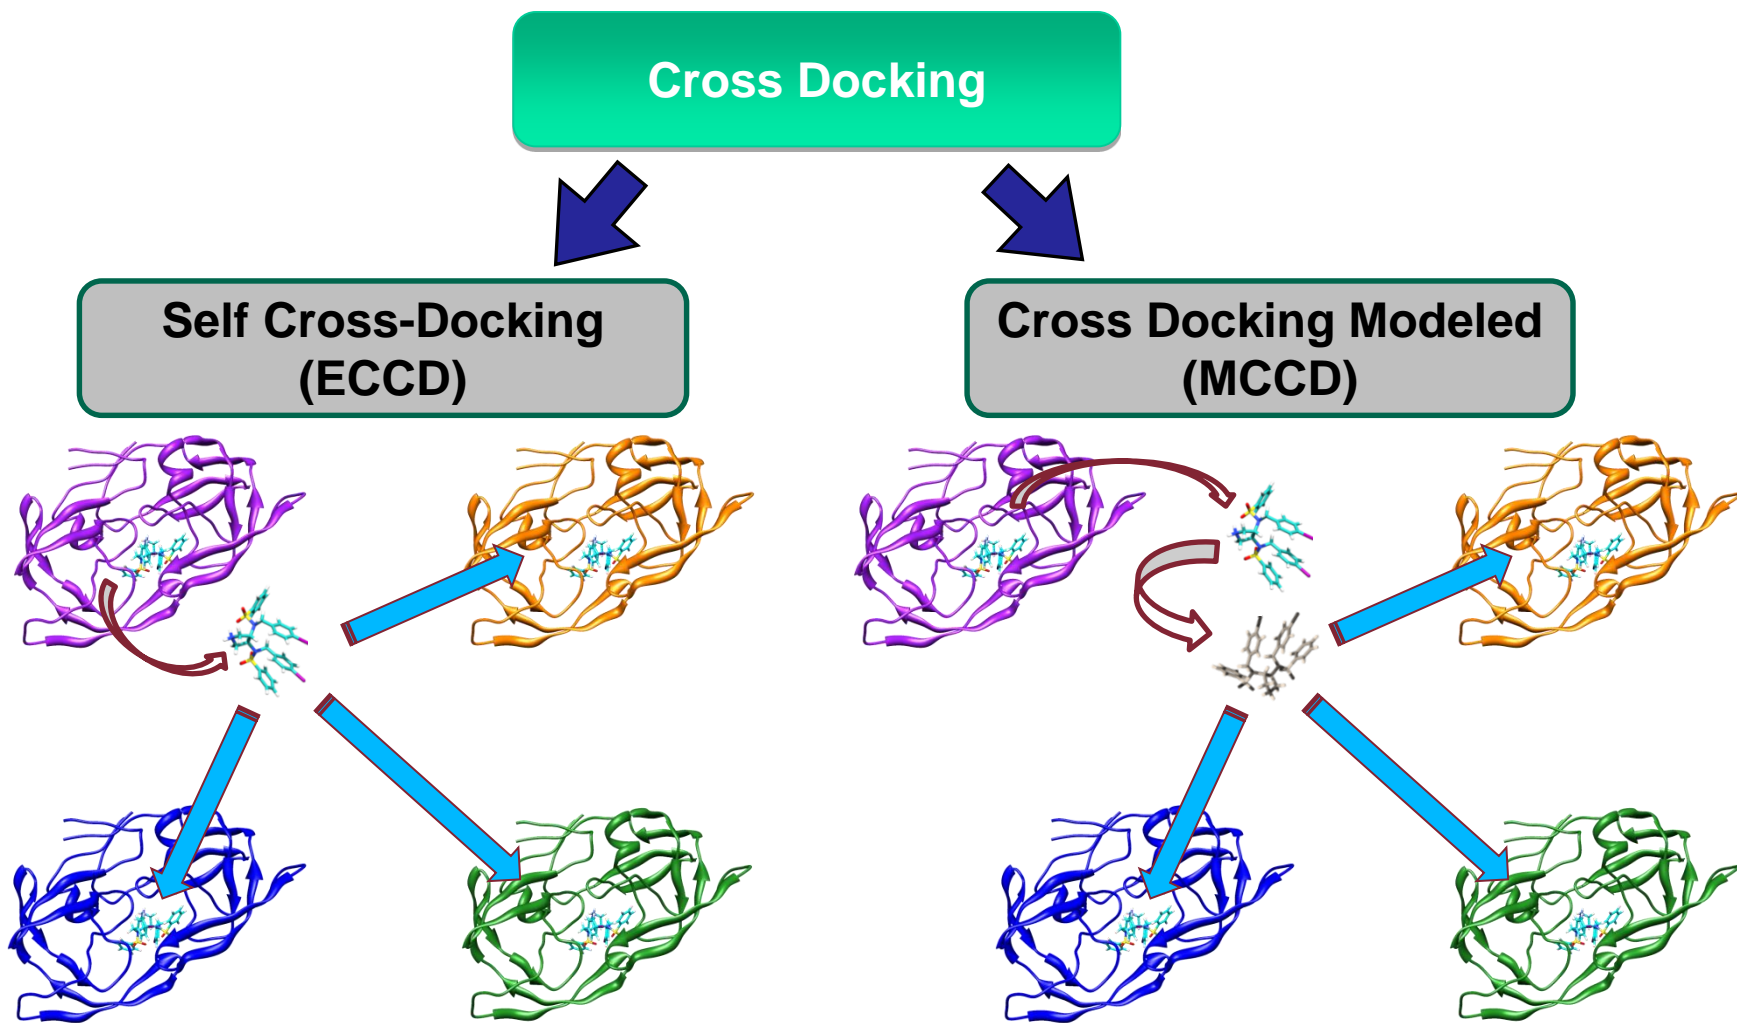 Cross Docking
Self Cross-Docking
(ECCD)
Cross Docking Modeled
(MCCD)